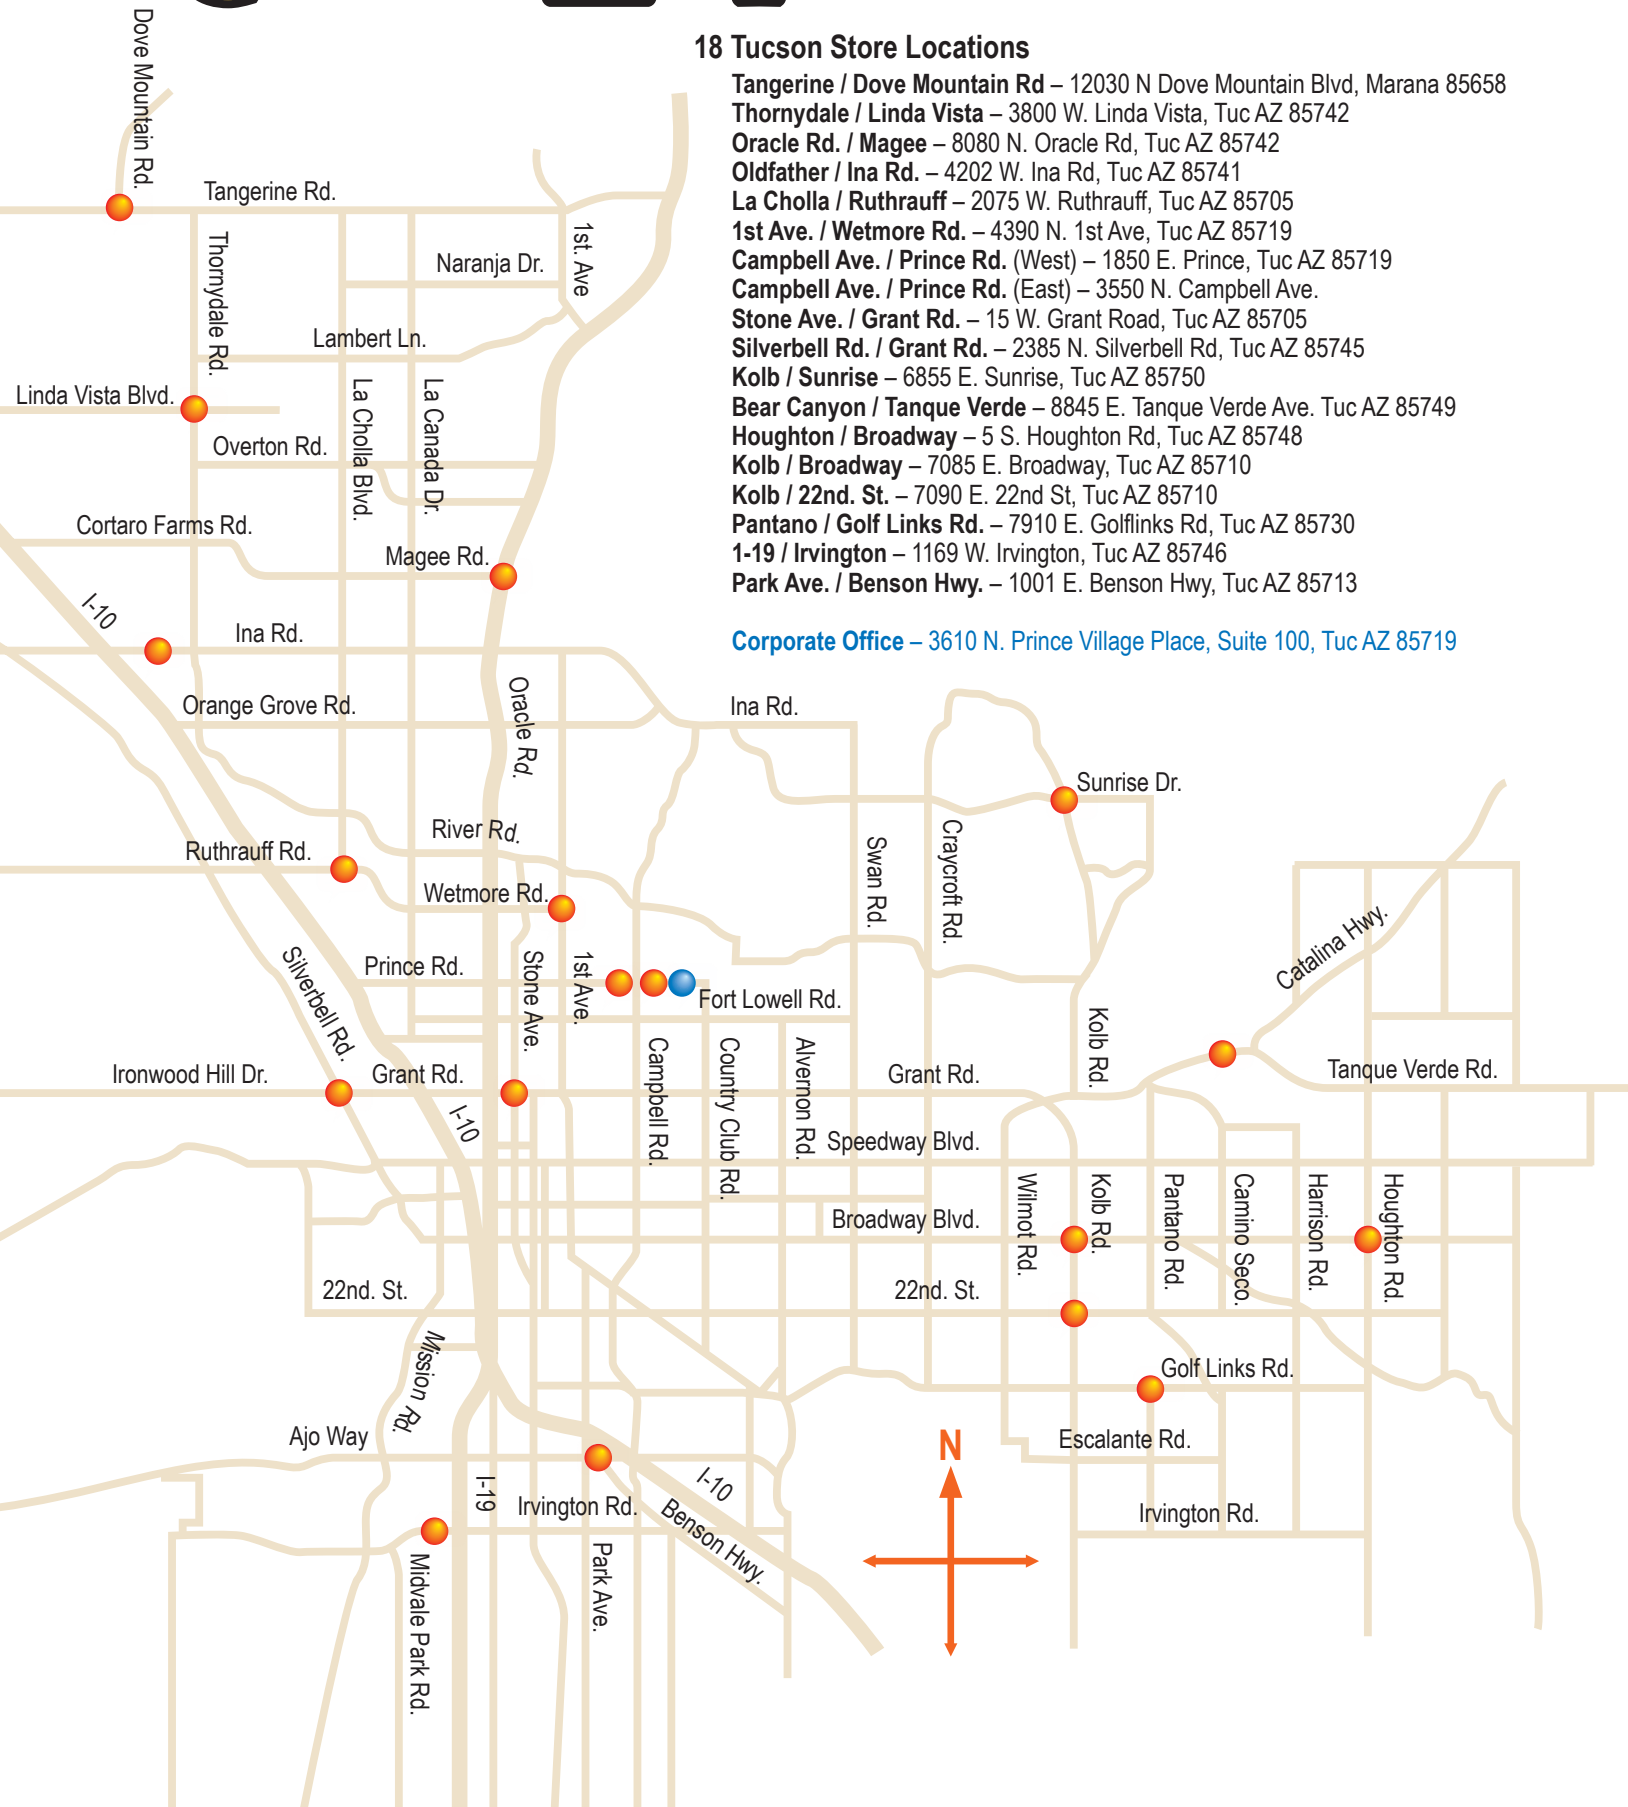 18 Tucson Store Locations
Tangerine / Dove Mountain Rd – 12030 N Dove Mountain Blvd, Marana 85658
Thornydale / Linda Vista – 3800 W. Linda Vista, Tuc AZ 85742
Oracle Rd. / Magee – 8080 N. Oracle Rd, Tuc AZ 85742
Oldfather / Ina Rd. – 4202 W. Ina Rd, Tuc AZ 85741
La Cholla / Ruthrauff – 2075 W. Ruthrauff, Tuc AZ 85705
1st Ave. / Wetmore Rd. – 4390 N. 1st Ave, Tuc AZ 85719
Campbell Ave. / Prince Rd. (West) – 1850 E. Prince, Tuc AZ 85719
Campbell Ave. / Prince Rd. (East) – 3550 N. Campbell Ave.
Stone Ave. / Grant Rd. – 15 W. Grant Road, Tuc AZ 85705
Silverbell Rd. / Grant Rd. – 2385 N. Silverbell Rd, Tuc AZ 85745
Kolb / Sunrise – 6855 E. Sunrise, Tuc AZ 85750
Bear Canyon / Tanque Verde – 8845 E. Tanque Verde Ave. Tuc AZ 85749
Houghton / Broadway – 5 S. Houghton Rd, Tuc AZ 85748
Kolb / Broadway – 7085 E. Broadway, Tuc AZ 85710
Kolb / 22nd. St. – 7090 E. 22nd St, Tuc AZ 85710
Pantano / Golf Links Rd. – 7910 E. Golflinks Rd, Tuc AZ 85730
1-19 / Irvington – 1169 W. Irvington, Tuc AZ 85746
Park Ave. / Benson Hwy. – 1001 E. Benson Hwy, Tuc AZ 85713
Corporate Office – 3610 N. Prince Village Place, Suite 100, Tuc AZ 85719
Dove Mountain Rd.
Tangerine Rd.
Thornydale Rd.
1st. Ave
Naranja Dr.
Lambert Ln.
Linda Vista Blvd.
La Cholla Blvd.
La Canada Dr.
Overton Rd.
Cortaro Farms Rd.
Magee Rd.
I-10
Ina Rd.
Oracle Rd.
Orange Grove Rd.
Ina Rd.
Sunrise Dr.
River Rd.
Ruthrauff Rd.
Swan Rd.
Craycroft Rd.
Wetmore Rd.
Catalina Hwy.
Silverbell Rd.
Prince Rd.
Stone Ave.
1st Ave.
Fort Lowell Rd.
Kolb Rd.
Campbell Rd.
Country Club Rd.
Alvernon Rd.
Ironwood Hill Dr.
Grant Rd.
Grant Rd.
Tanque Verde Rd.
I-10
Speedway Blvd.
Wilmot Rd.
Kolb Rd.
Pantano Rd.
Camino Seco.
Harrison Rd.
Houghton Rd.
Broadway Blvd.
22nd. St.
22nd. St.
Mission Rd.
Golf Links Rd.
Ajo Way
N
Escalante Rd.
I-19
I-10
Irvington Rd.
Benson Hwy.
Irvington Rd.
Midvale Park Rd.
Park Ave.